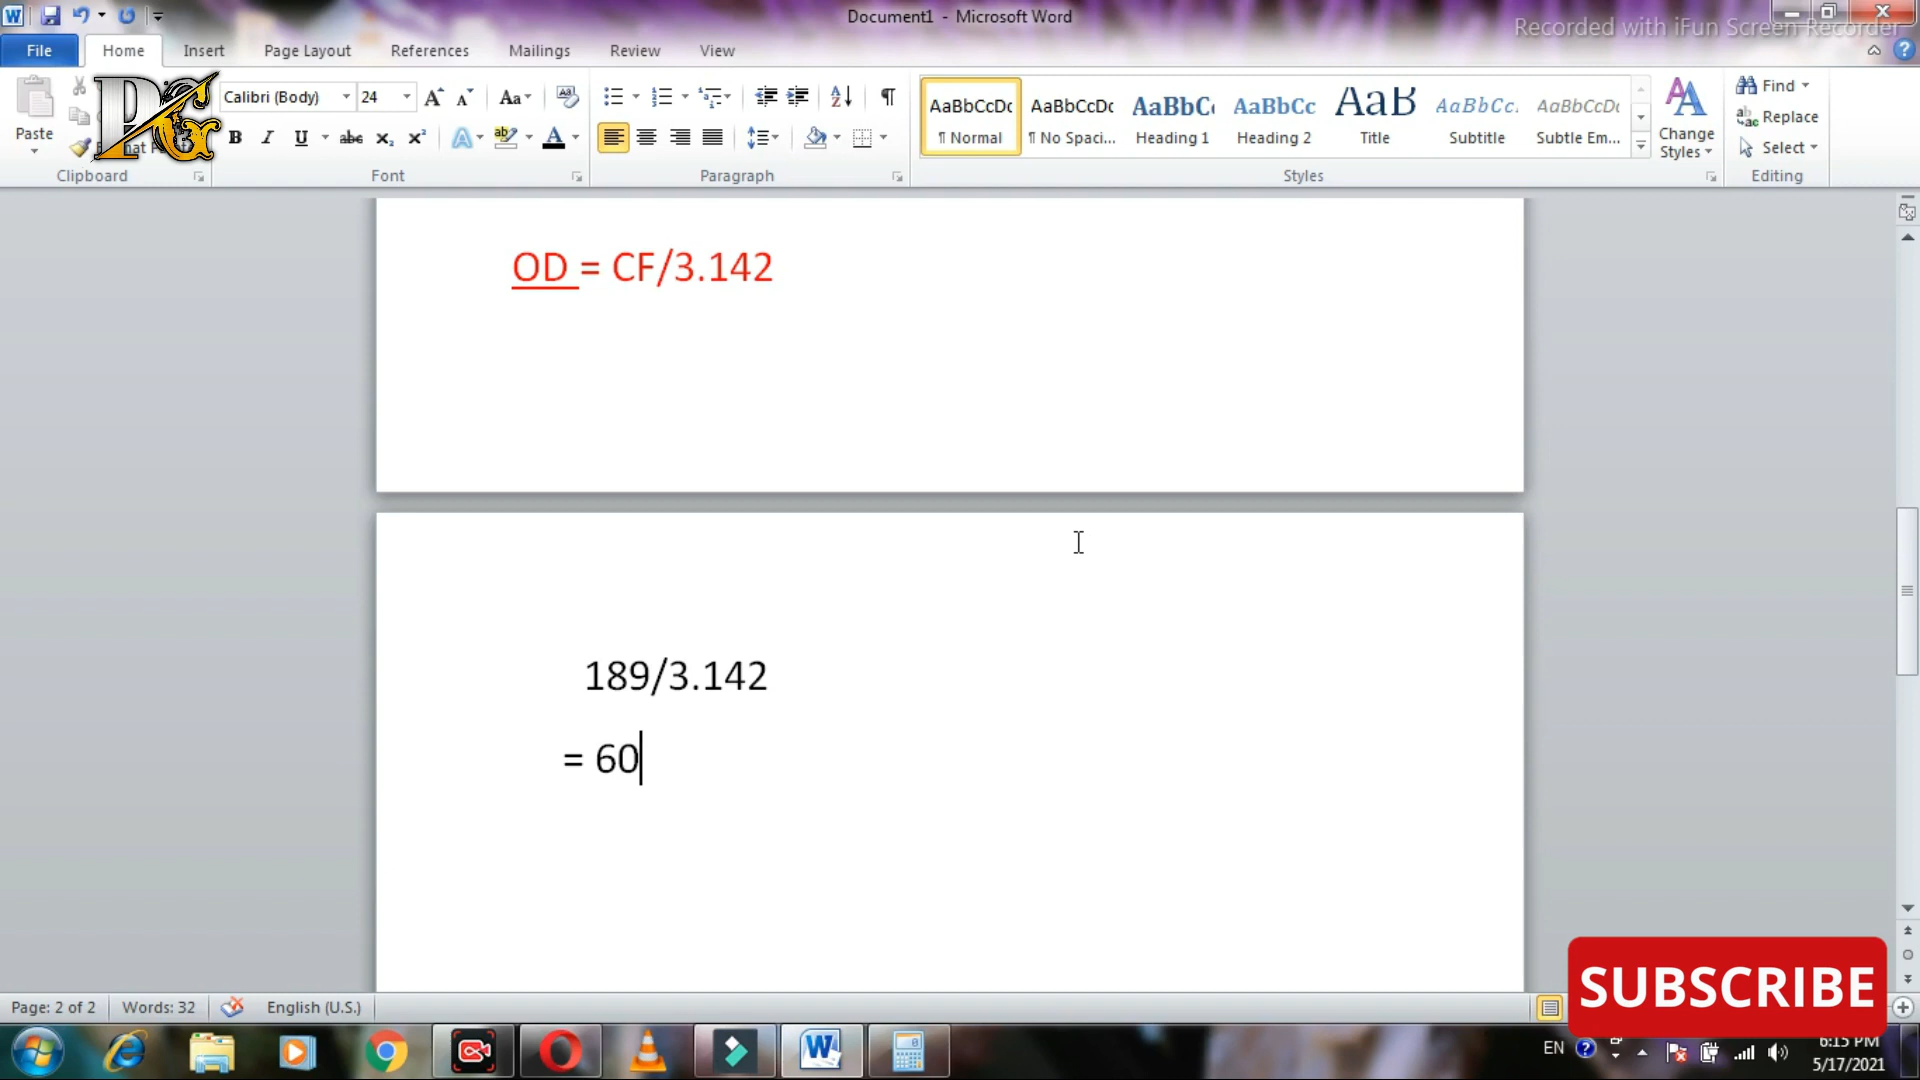 Document1 - Microsoft Word
Recorded with iFun Screen Recorder
File Home Insert Page Layout References Mailings Review View
PG
Calibri (Body) 24
Paste
AaBbCcDc AaBbCcDc AaBbC AaBbCc AaB AaBbCc. AaBbCcDc
¶ Normal ¶ No Spaci... Heading 1 Heading 2 Title Subtitle Subtle Em...
Change Styles
Find
Replace
Select
Clipboard Font Paragraph Styles Editing
OD = CF/3.142
189/3.142
= 60
SUBSCRIBE
Page: 2 of 2 Words: 32 English (U.S.)
EN
6:15 PM
5/17/2021